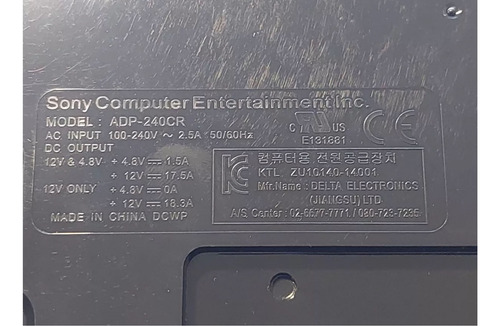 Sony Computer Entertainment Inc.
MODEL : ADP-240CR
AC INPUT 100-240V ~ 2.5A 50/60Hz
DC OUTPUT
12V & 4.8V + 4.8V ⎓ 1.5A
+ 12V ⎓ 17.5A
12V ONLY + 4.8V ⎓ 0A
+ 12V ⎓ 18.3A
MADE IN CHINA DCWP
C US
E131881
CE
컴퓨터용 전원공급장치
KTL ZU10140-14001
Mfr.Name : DELTA ELECTRONICS
(JIANGSU) LTD
A/S Center : 02-6677-7771 / 080-723-7235